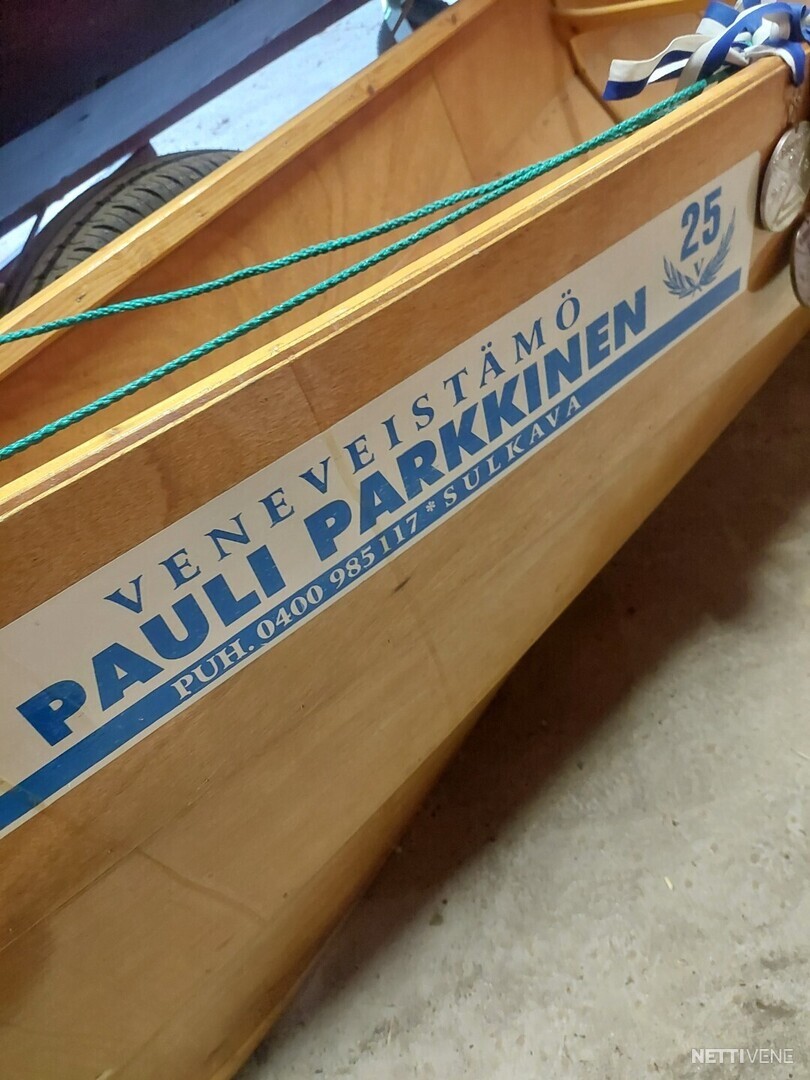 25
V
VENEVEISTÄMÖ
PAULI PARKKINEN
PUH. 0400 985117 * SULKAVA
NETTIVENE